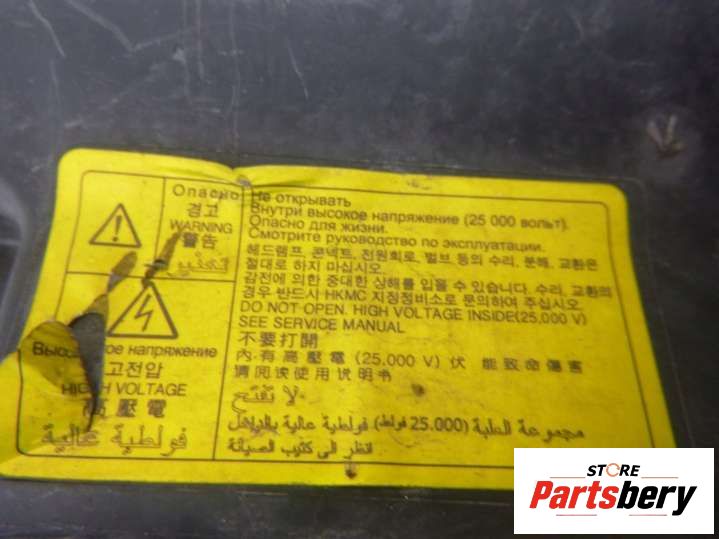 Опасно
경고
WARNING
警告
تحذير
Высокое напряжение
고전압
HIGH VOLTAGE
高壓電
فولطية عالية
Не открывать
Внутри высокое напряжение (25 000 вольт).
Опасно для жизни.
Смотрите руководство по эксплуатации.
헤드램프, 콘넥트, 전원회로, 벌브 등의 수리, 분해, 교환은
절대로 하지 마십시오.
감전에 의한 중대한 상해를 입을 수 있습니다. 수리, 교환의
경우 반드시 HKMC 지정정비소로 문의하여 주십시오.
DO NOT OPEN. HIGH VOLTAGE INSIDE(25,000 V)
SEE SERVICE MANUAL
不要打開
内有高壓電 (25,000 V) 伏 能致命傷害
请阅读使用说明书
لا تفتح
مجموعة الطبة (25.000 فولط) فولطية عالية بالداخل
انظر الى كتيب الصيانة
STORE
Partsbery